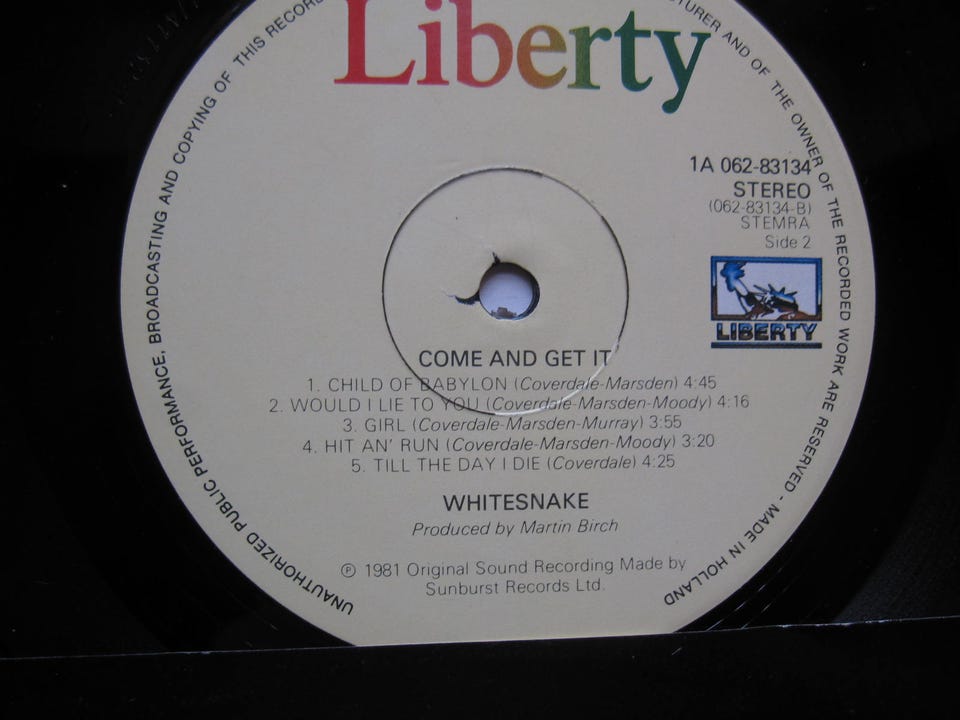 Liberty
UNAUTHORIZED PUBLIC PERFORMANCE, BROADCASTING AND COPYING OF THIS RECORD
AND OF THE OWNER OF THE RECORDED WORK ARE RESERVED - MADE IN HOLLAND
1A 062-83134
STEREO
(062-83134-B)
STEMRA
Side 2
LIBERTY
COME AND GET IT
1. CHILD OF BABYLON (Coverdale-Marsden) 4:45
2. WOULD I LIE TO YOU (Coverdale-Marsden-Moody) 4:16
3. GIRL (Coverdale-Marsden-Murray) 3:55
4. HIT AN' RUN (Coverdale-Marsden-Moody) 3:20
5. TILL THE DAY I DIE (Coverdale) 4:25
WHITESNAKE
Produced by Martin Birch
℗ 1981 Original Sound Recording Made by
Sunburst Records Ltd.